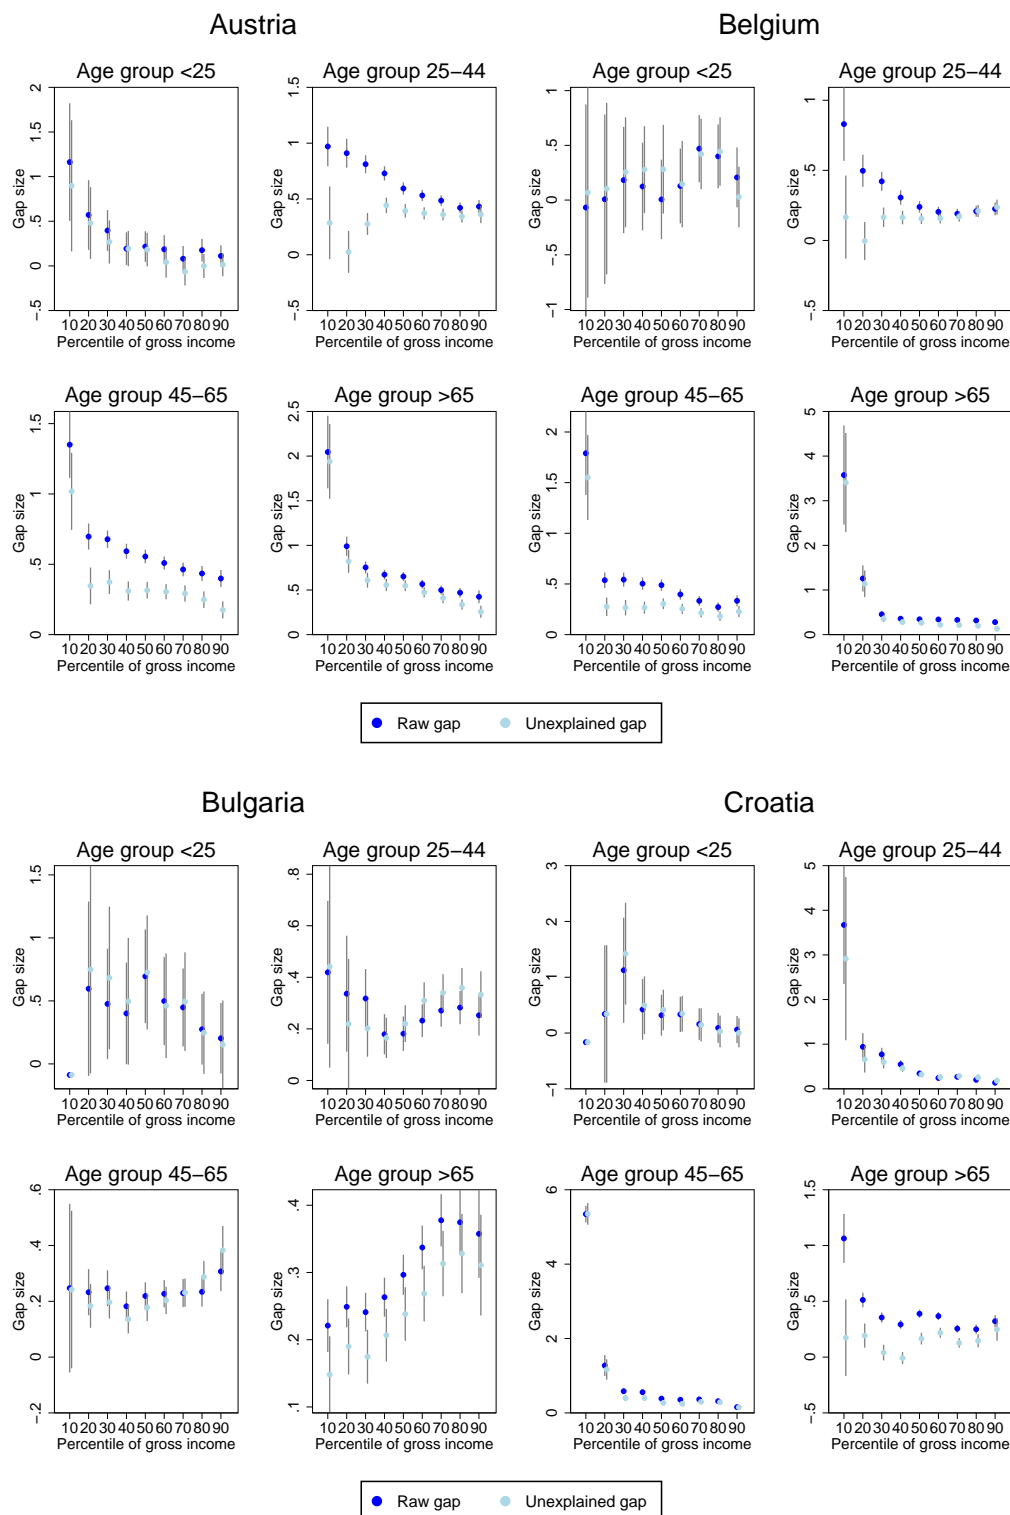 Austria
Belgium
Age group <25
Age group 25−44
Age group <25
Age group 25−44
Gap size
−.5 0 .5 1 1.5 2
10 20 30 40 50 60 70 80 90
Percentile of gross income
Gap size
−.5 0 .5 1 1.5
10 20 30 40 50 60 70 80 90
Percentile of gross income
Gap size
−1 −.5 0 .5 1
10 20 30 40 50 60 70 80 90
Percentile of gross income
Gap size
−.5 0 .5 1
10 20 30 40 50 60 70 80 90
Percentile of gross income
Age group 45−65
Age group >65
Age group 45−65
Age group >65
Gap size
0 .5 1 1.5
10 20 30 40 50 60 70 80 90
Percentile of gross income
Gap size
0 .5 1 1.5 2 2.5
10 20 30 40 50 60 70 80 90
Percentile of gross income
Gap size
0 .5 1 1.5 2
10 20 30 40 50 60 70 80 90
Percentile of gross income
Gap size
0 1 2 3 4 5
10 20 30 40 50 60 70 80 90
Percentile of gross income
Raw gap Unexplained gap
Bulgaria
Croatia
Age group <25
Age group 25−44
Age group <25
Age group 25−44
Gap size
0 .5 1 1.5
10 20 30 40 50 60 70 80 90
Percentile of gross income
Gap size
0 .2 .4 .6 .8
10 20 30 40 50 60 70 80 90
Percentile of gross income
Gap size
−1 0 1 2 3
10 20 30 40 50 60 70 80 90
Percentile of gross income
Gap size
0 1 2 3 4 5
10 20 30 40 50 60 70 80 90
Percentile of gross income
Age group 45−65
Age group >65
Age group 45−65
Age group >65
Gap size
−.2 0 .2 .4 .6
10 20 30 40 50 60 70 80 90
Percentile of gross income
Gap size
.1 .2 .3 .4
10 20 30 40 50 60 70 80 90
Percentile of gross income
Gap size
0 2 4 6
10 20 30 40 50 60 70 80 90
Percentile of gross income
Gap size
−.5 0 .5 1 1.5
10 20 30 40 50 60 70 80 90
Percentile of gross income
Raw gap Unexplained gap